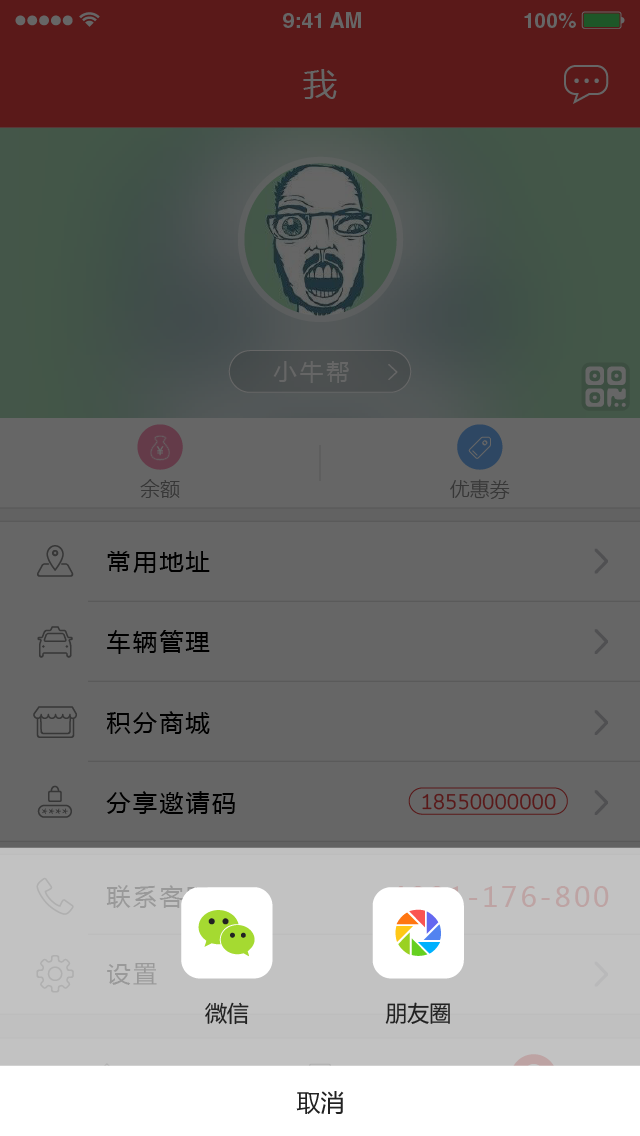 9:41 AM 100%
我
小牛帮
余额 优惠券
常用地址
车辆管理
积分商城
分享邀请码 18550000000
联系客 -176-800
设置
微信 朋友圈
取消